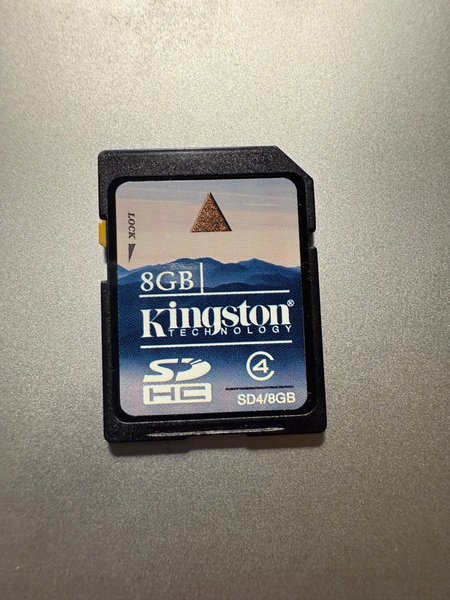 LOCK
8GB
Kingston®
TECHNOLOGY
SD
HC
4
SD4/8GB